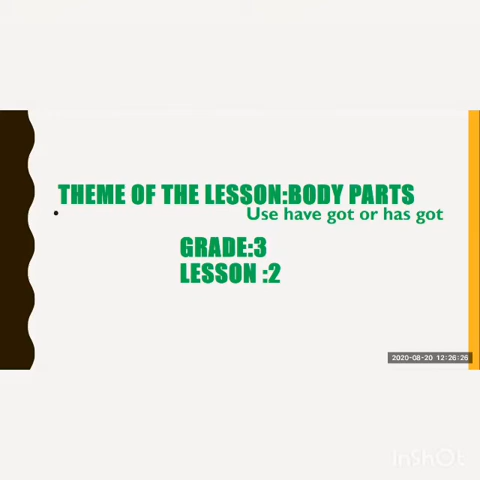 THEME OF THE LESSON:BODY PARTS
• Use have got or has got
GRADE:3
LESSON :2
2020-08-20 12:26:26
InShOt